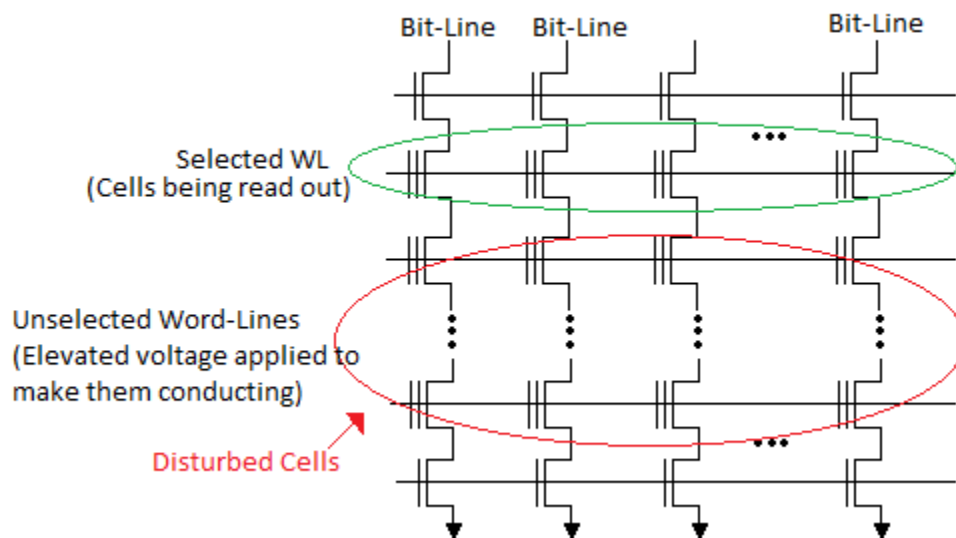 Bit-Line
Bit-Line
Bit-Line
Selected WL
(Cells being read out)
Unselected Word-Lines
(Elevated voltage applied to
make them conducting)
Disturbed Cells